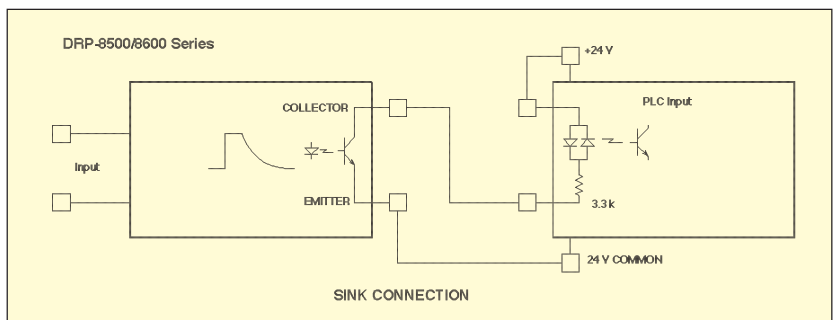 DRP-8500/8600 Series
+24 V
COLLECTOR
PLC Input
Input
EMITTER
3.3 k
24 V COMMON
SINK CONNECTION